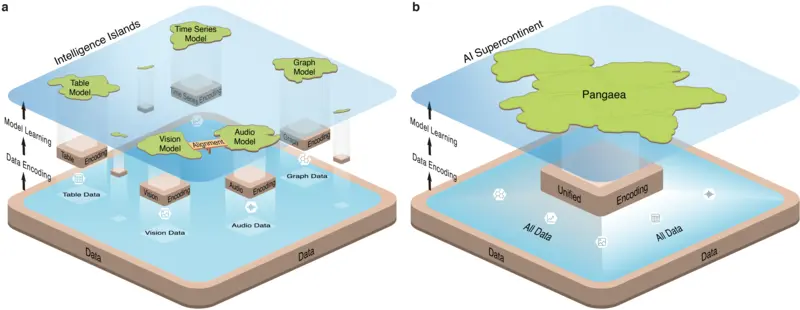 a
Intelligence Islands
Time Series
Model
Graph
Model
Table
Model
Time Series Encoding
Vision
Model
Alignment
Audio
Model
Model Learning
Data Encoding
Table Encoding
Graph Encoding
Vision Encoding
Audio Encoding
Table Data
Graph Data
Vision Data
Audio Data
Data
Data
b
AI Supercontinent
Pangaea
Model Learning
Data Encoding
Unified Encoding
All Data
All Data
Data
Data